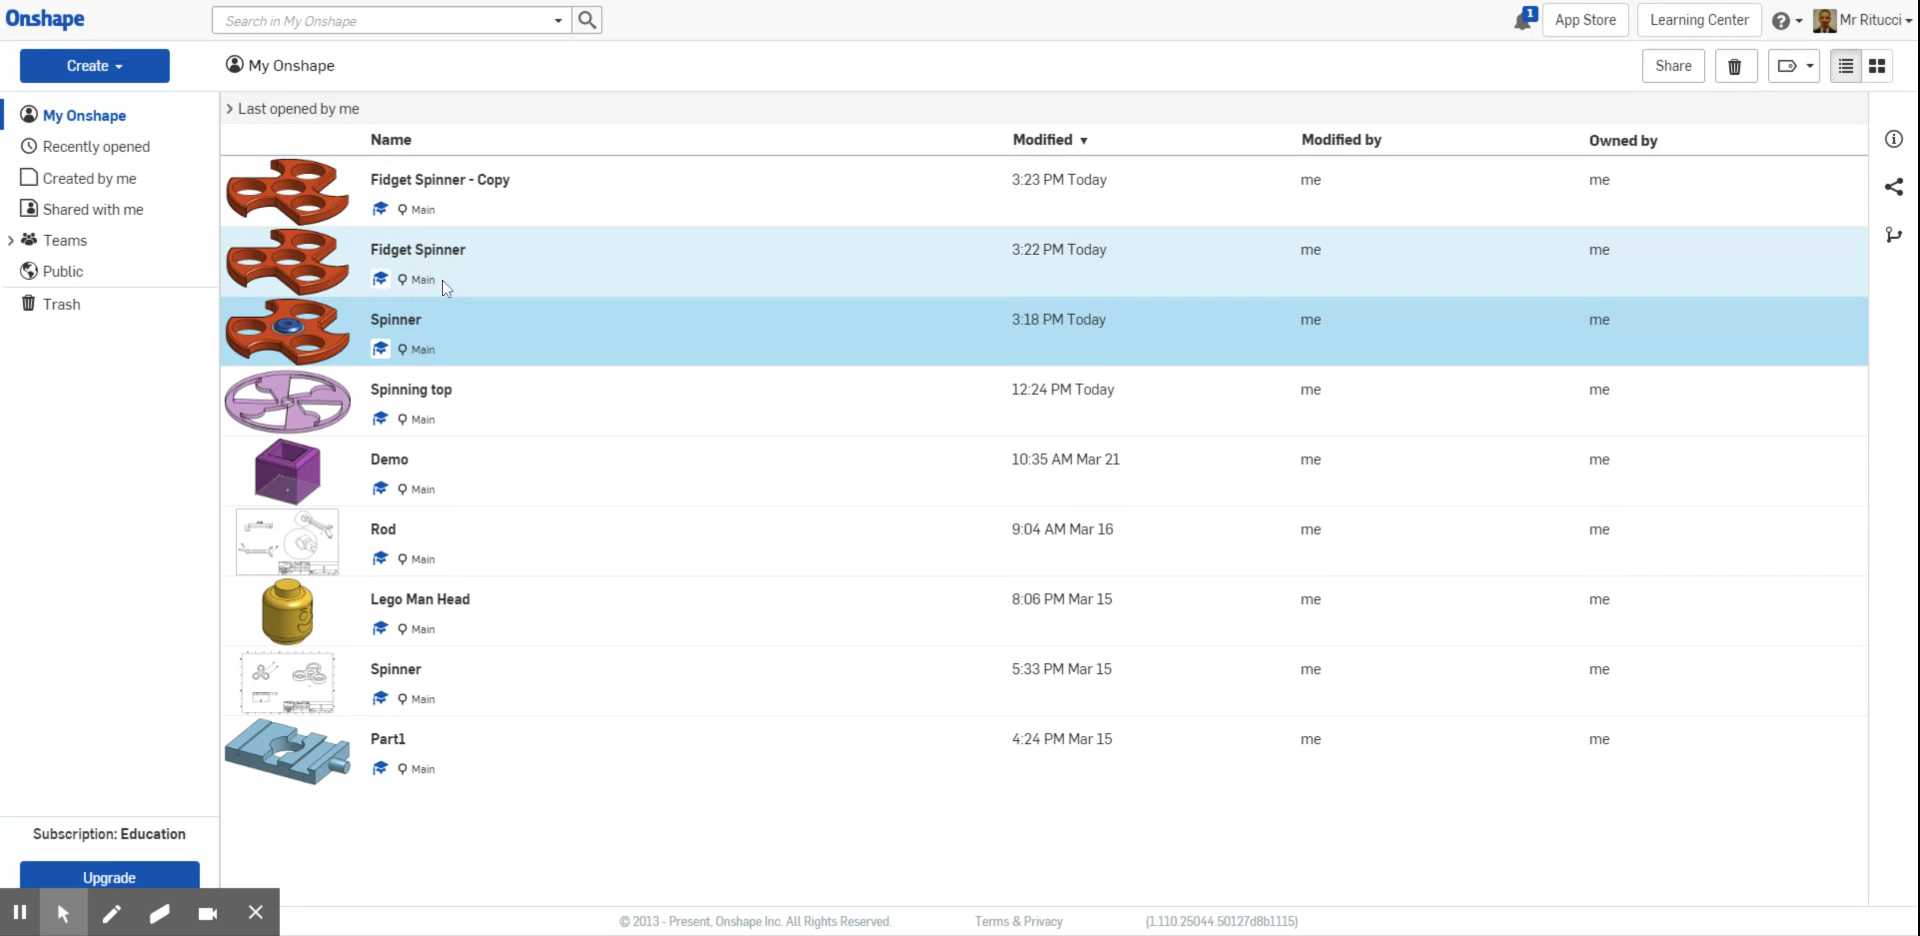 Onshape
Search in My Onshape
1
App Store
Learning Center
Mr Ritucci
Create
My Onshape
Share
My Onshape
Recently opened
Created by me
Shared with me
Teams
Public
Trash
Last opened by me
Name Modified Modified by Owned by
Fidget Spinner - Copy 3:23 PM Today me me
Main
Fidget Spinner 3:22 PM Today me me
Main
Spinner 3:18 PM Today me me
Main
Spinning top 12:24 PM Today me me
Main
Demo 10:35 AM Mar 21 me me
Main
Rod 9:04 AM Mar 16 me me
Main
Lego Man Head 8:06 PM Mar 15 me me
Main
Spinner 5:33 PM Mar 15 me me
Main
Part1 4:24 PM Mar 15 me me
Main
Subscription: Education
Upgrade
© 2013 - Present, Onshape Inc. All Rights Reserved. Terms & Privacy (1.110.25044.50127d8b1115)